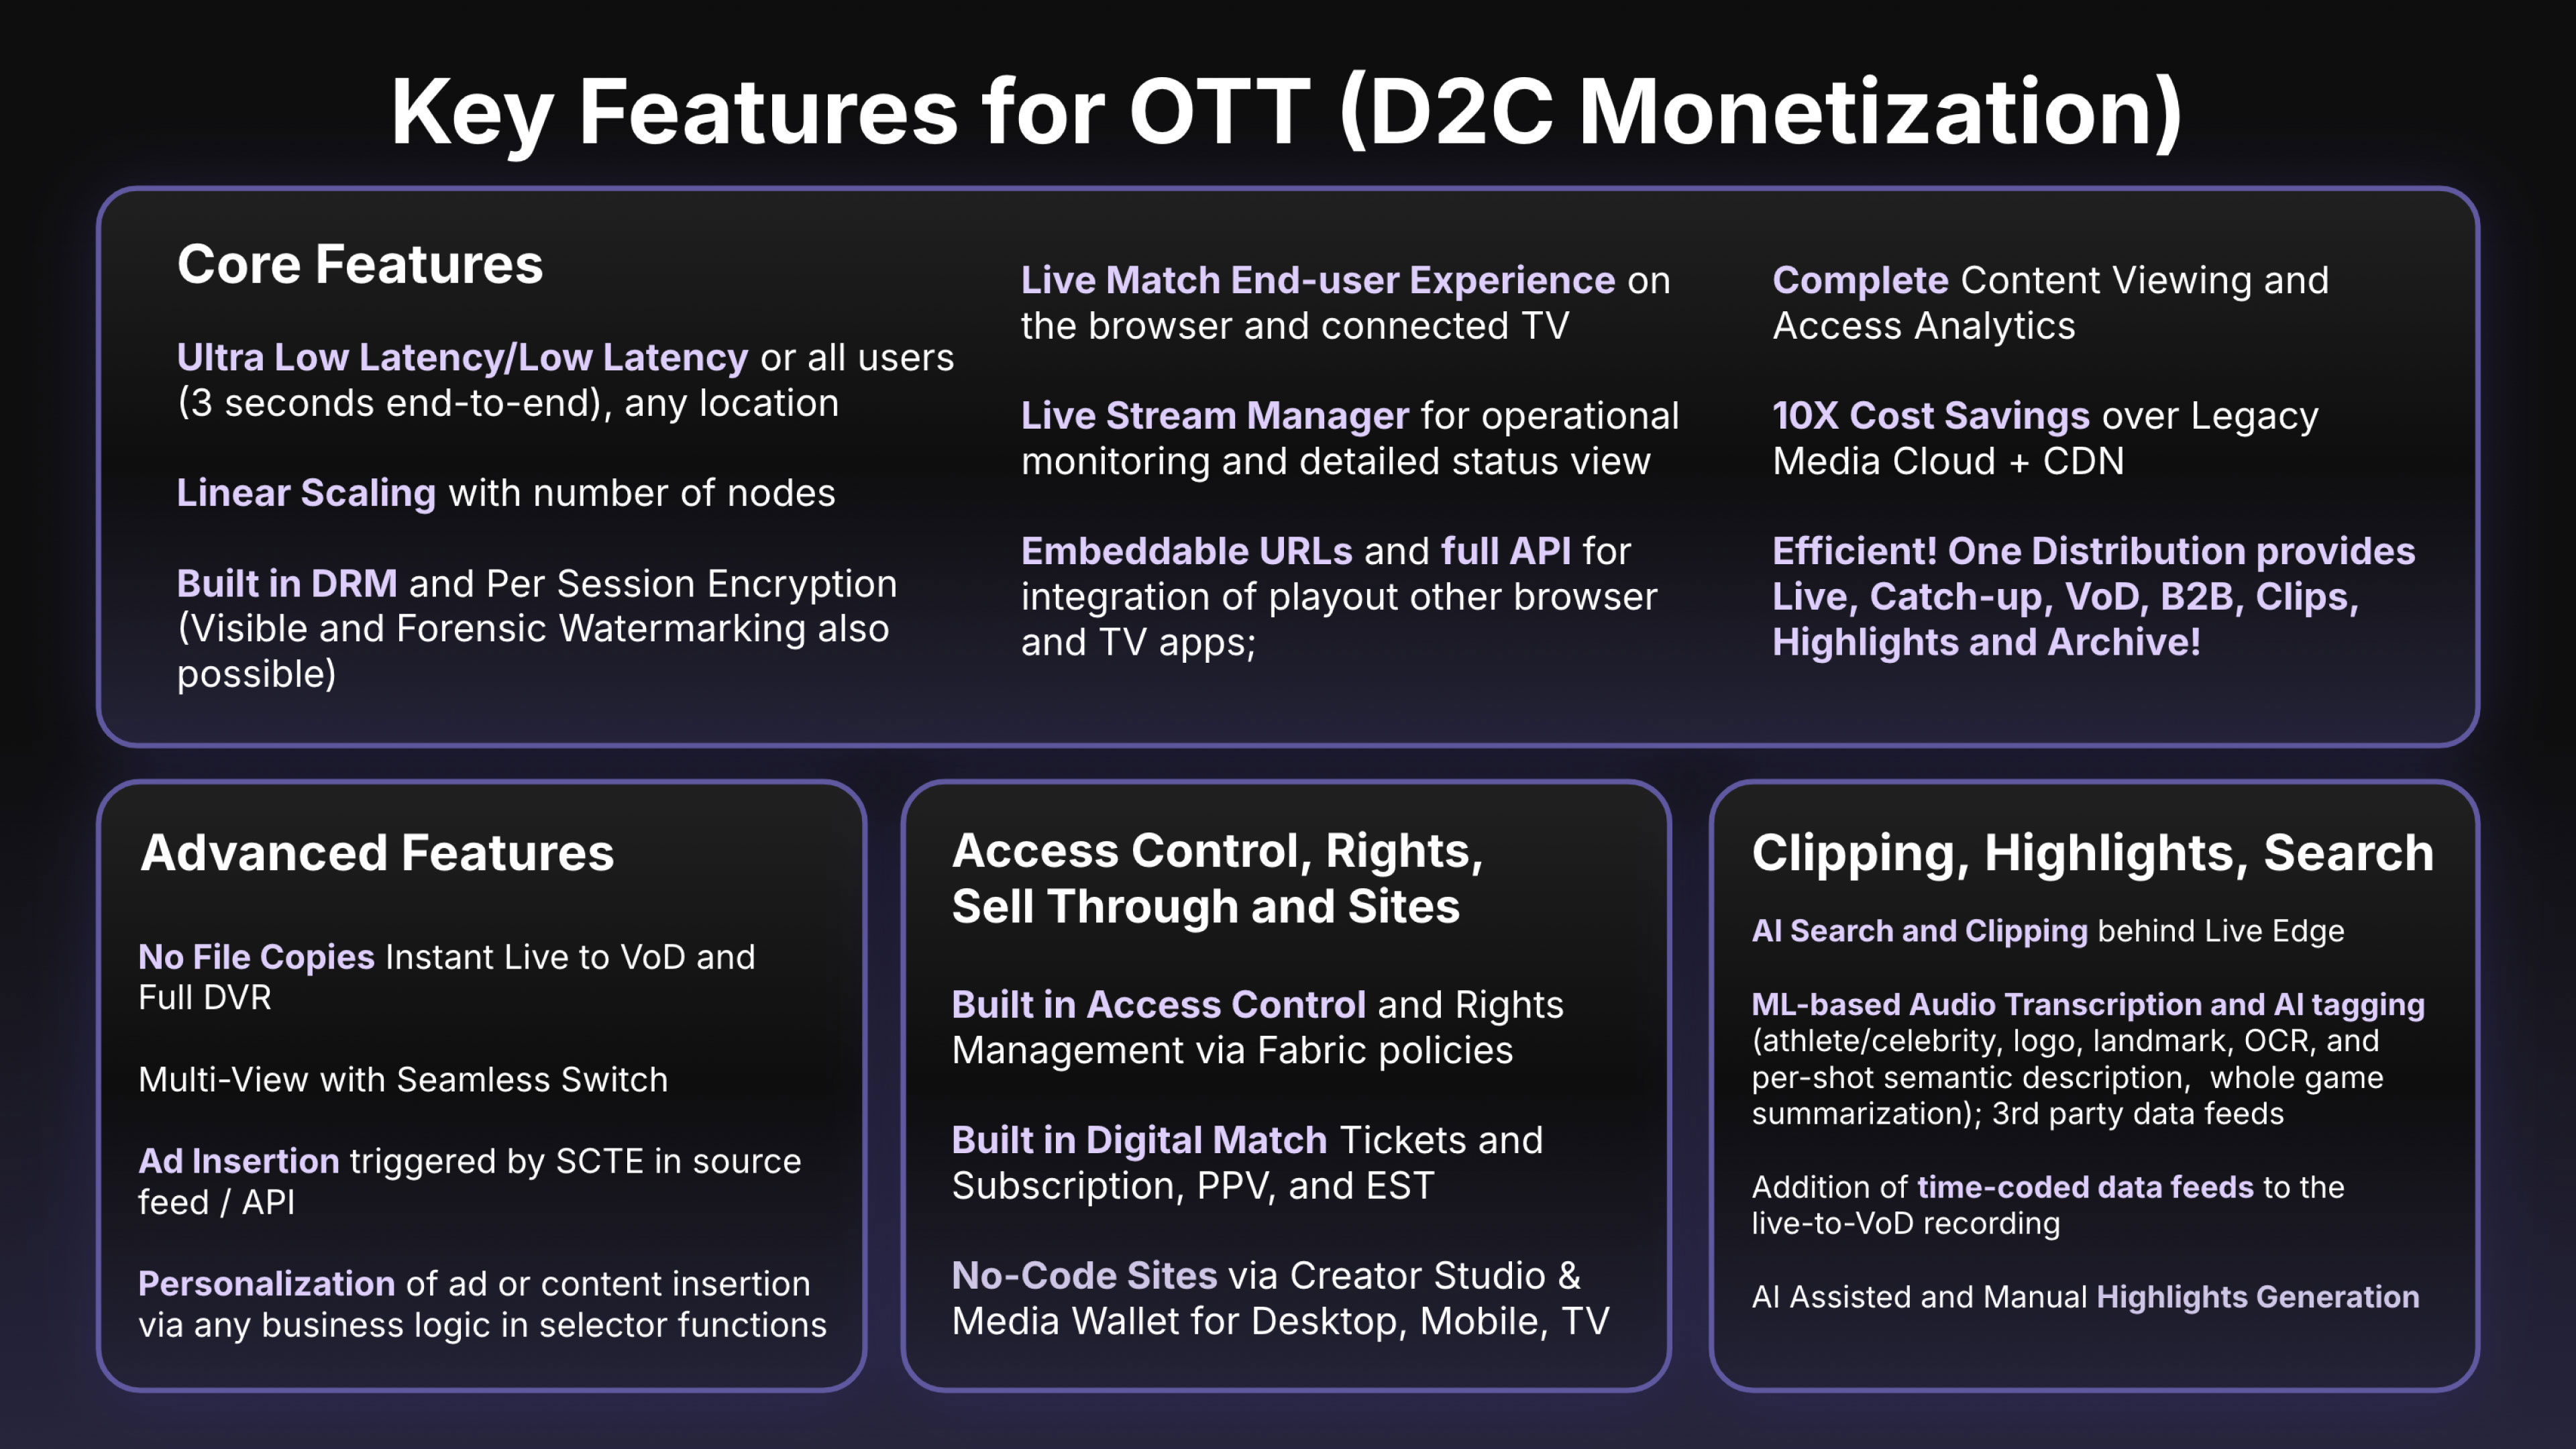 Key Features for OTT (D2C Monetization)
Core Features
Ultra Low Latency/Low Latency or all users
(3 seconds end-to-end), any location
Linear Scaling with number of nodes
Built in DRM and Per Session Encryption
(Visible and Forensic Watermarking also
possible)
Live Match End-user Experience on
the browser and connected TV
Live Stream Manager for operational
monitoring and detailed status view
Embeddable URLs and full API for
integration of playout other browser
and TV apps;
Complete Content Viewing and
Access Analytics
10X Cost Savings over Legacy
Media Cloud + CDN
Efficient! One Distribution provides
Live, Catch-up, VoD, B2B, Clips,
Highlights and Archive!
Advanced Features
No File Copies Instant Live to VoD and
Full DVR
Multi-View with Seamless Switch
Ad Insertion triggered by SCTE in source
feed / API
Personalization of ad or content insertion
via any business logic in selector functions
Access Control, Rights,
Sell Through and Sites
Built in Access Control and Rights
Management via Fabric policies
Built in Digital Match Tickets and
Subscription, PPV, and EST
No-Code Sites via Creator Studio &
Media Wallet for Desktop, Mobile, TV
Clipping, Highlights, Search
AI Search and Clipping behind Live Edge
ML-based Audio Transcription and AI tagging
(athlete/celebrity, logo, landmark, OCR, and
per-shot semantic description,  whole game
summarization); 3rd party data feeds
Addition of time-coded data feeds to the
live-to-VoD recording
AI Assisted and Manual Highlights Generation